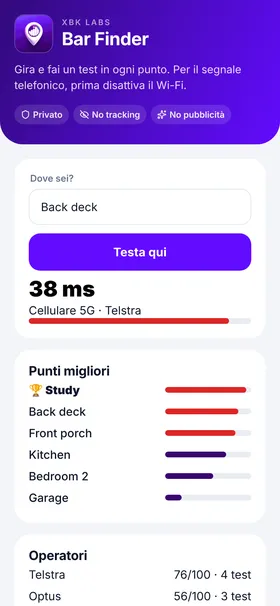 XBK LABS
Bar Finder
Gira e fai un test in ogni punto. Per il segnale
telefonico, prima disattiva il Wi-Fi.
Privato
No tracking
No pubblicità
Dove sei?
Back deck
Testa qui
38 ms
Cellulare 5G · Telstra
Punti migliori
🏆 Study
Back deck
Front porch
Kitchen
Bedroom 2
Garage
Operatori
Telstra 76/100 · 4 test
Optus 56/100 · 3 test